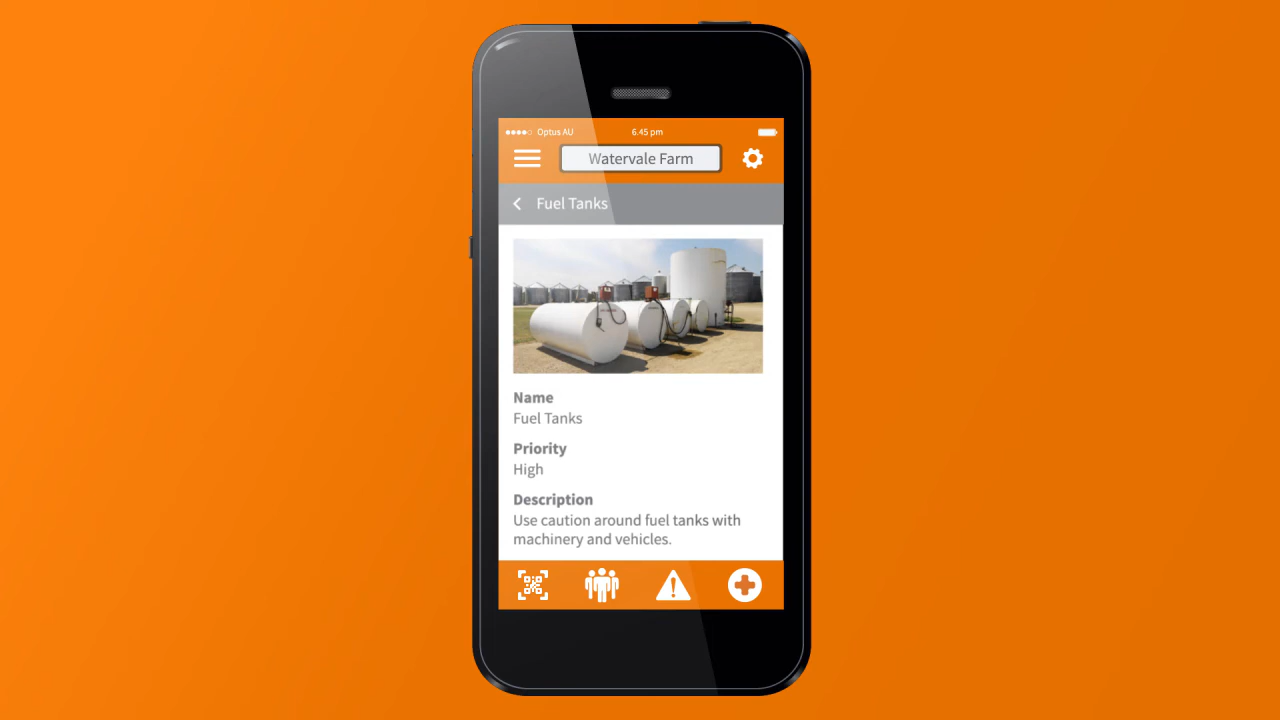 Optus AU
6.45 pm
Watervale Farm
Fuel Tanks
Name
Fuel Tanks
Priority
High
Description
Use caution around fuel tanks with
machinery and vehicles.